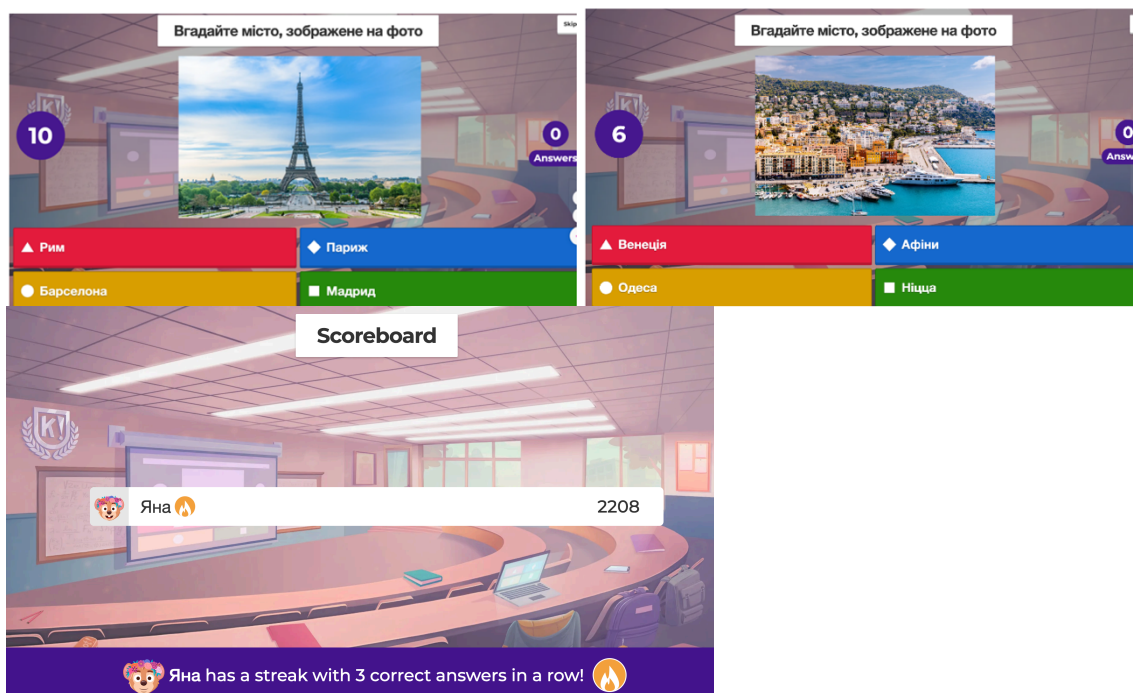 Вгадайте місто, зображене на фото
Skip
10
0
Answers
Рим
Париж
Барселона
Мадрид
Вгадайте місто, зображене на фото
6
0
Answ
Венеція
Афіни
Одеса
Ніцца
Scoreboard
K!
Яна
2208
Яна has a streak with 3 correct answers in a row!